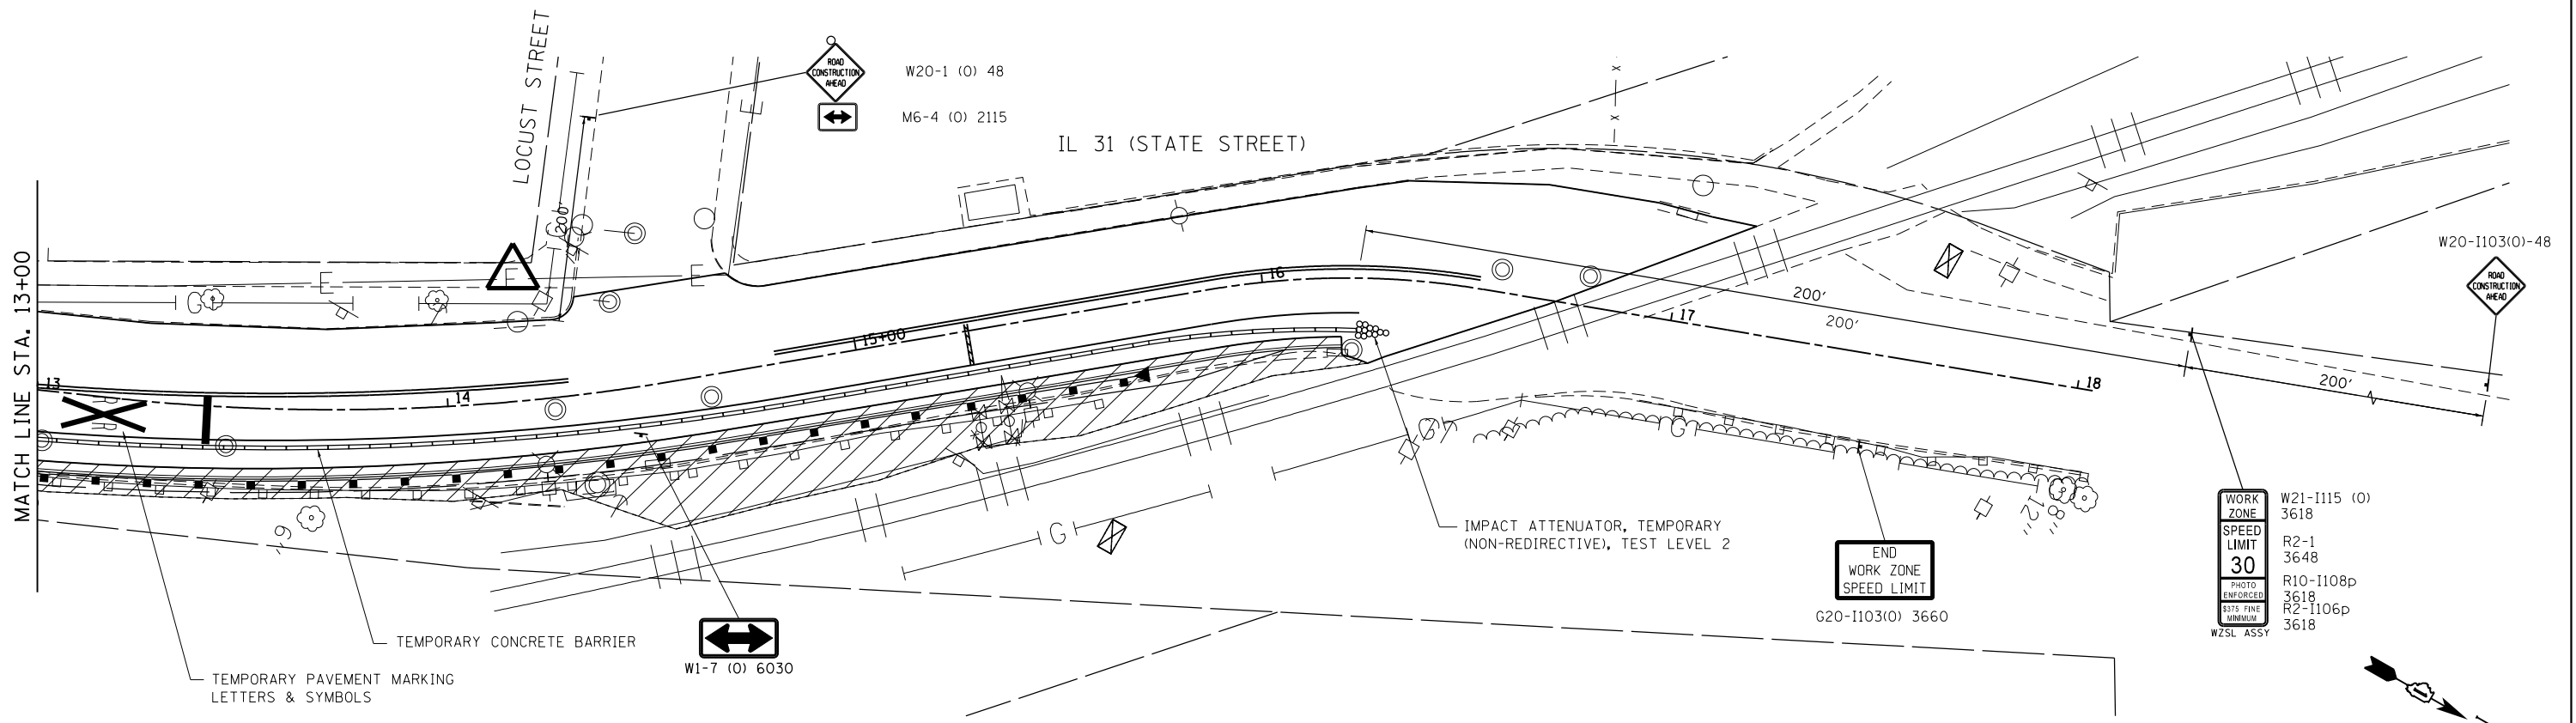 LOCUST STREET
ROAD
CONSTRUCTION
AHEAD
W20-1 (O) 48
M6-4 (O) 2115
IL 31 (STATE STREET)
200'
MATCH LINE STA. 13+00
E
E
E
G
G
13
14
15+00
16
17
18
200'
200'
200'
W20-I103(O)-48
ROAD
CONSTRUCTION
AHEAD
6"
G
G
G
12"
8"
IMPACT ATTENUATOR, TEMPORARY
(NON-REDIRECTIVE), TEST LEVEL 2
END
WORK ZONE
SPEED LIMIT
G20-I103(O) 3660
WORK
ZONE
SPEED
LIMIT
30
PHOTO
ENFORCED
$375 FINE
MINIMUM
WZSL ASSY
W21-I115 (O)
3618
R2-1
3648
R10-I108p
3618
R2-I106p
3618
TEMPORARY CONCRETE BARRIER
W1-7 (O) 6030
TEMPORARY PAVEMENT MARKING
LETTERS & SYMBOLS